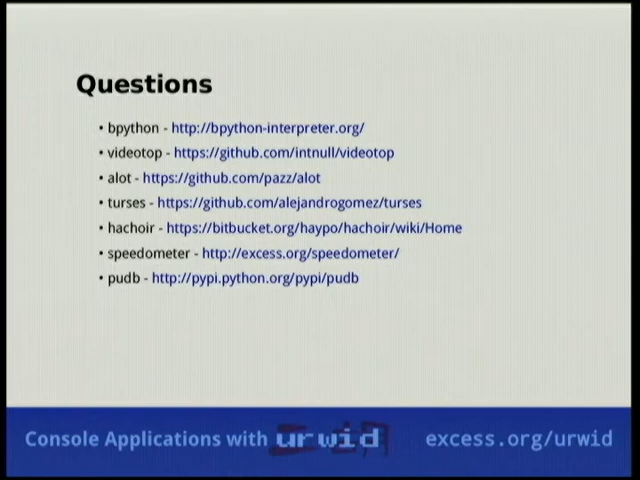 Questions
• bpython - http://bpython-interpreter.org/
• videotop - https://github.com/intnull/videotop
• alot - https://github.com/pazz/alot
• turses - https://github.com/alejandrogomez/turses
• hachoir - https://bitbucket.org/haypo/hachoir/wiki/Home
• speedometer - http://excess.org/speedometer/
• pudb - http://pypi.python.org/pypi/pudb
Console Applications with urwid excess.org/urwid